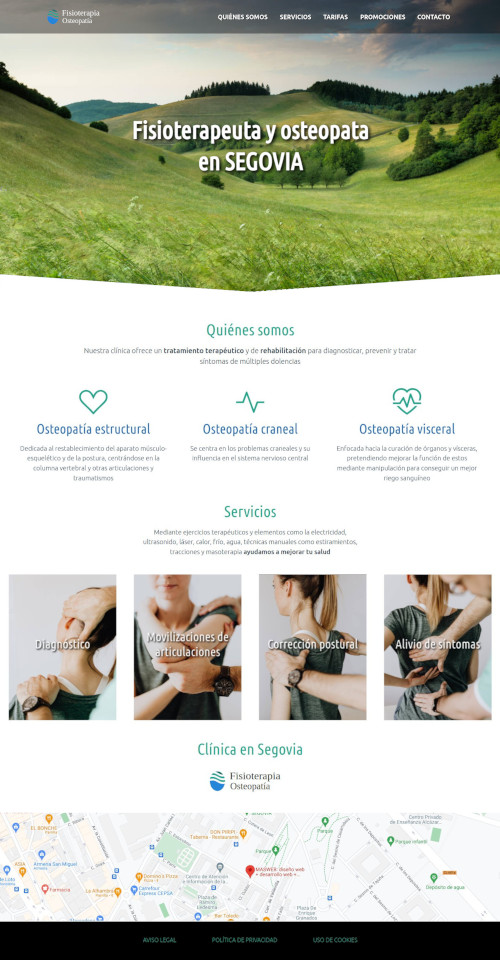 Fisioterapia
Osteopatía
QUIÉNES SOMOS SERVICIOS TARIFAS PROMOCIONES CONTACTO
Fisioterapeuta y osteopata
en SEGOVIA
Quiénes somos
Nuestra clínica ofrece un tratamiento terapéutico y de rehabilitación para diagnosticar, prevenir y tratar
síntomas de múltiples dolencias
Osteopatía estructural
Dedicada al restablecimiento del aparato músculo-
esquelético y de la postura, centrándose en la
columna vertebral y otras articulaciones y
traumatismos
Osteopatía craneal
Se centra en los problemas craneales y su
influencia en el sistema nervioso central
Osteopatía visceral
Enfocada hacia la curación de órganos y vísceras,
pretendiendo mejorar la función de estos
mediante manipulación para conseguir un mejor
riego sanguíneo
Servicios
Mediante ejercicios terapéuticos y elementos como la electricidad,
ultrasonido, láser, calor, frío, agua, técnicas manuales como estiramientos,
tracciones y masoterapia ayudamos a mejorar tu salud
Diagnóstico
Movilizaciones de
articulaciones
Corrección postural
Alivio de síntomas
Clínica en Segovia
Fisioterapia
Osteopatía
EL BONENS
ASIA
Armeria San Miguel
Farmacia
La Alhambra
Domino's Pizza
Carrefour
Express CEPSA
DON PIRIPI
Taberna - Restaurante
Centro de Atención
e Información de la
Plaza de
Bar Toledo
Parque
MASWEB: diseño web
+ desarrollo web +
Plaza De
Enrique
Granados
Centro Privado
de Enseñanza Alcázar
Parque infantil
Depósito de agua
AVISO LEGAL POLÍTICA DE PRIVACIDAD USO DE COOKIES